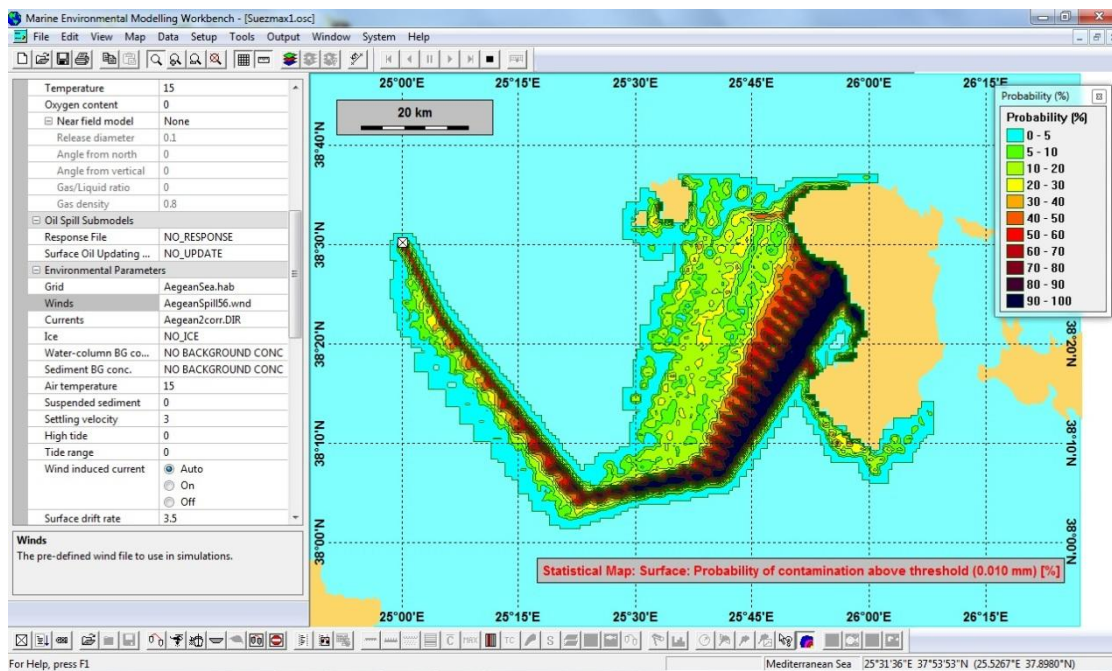 Marine Environmental Modelling Workbench - [Suezmax1.osc]
File Edit View Map Data Setup Tools Output Window System Help
Temperature 15
Oxygen content 0
Near field model None
Release diameter 0.1
Angle from north 0
Angle from vertical 0
Gas/Liquid ratio 0
Gas density 0.8
Oil Spill Submodels
Response File NO_RESPONSE
Surface Oil Updating ... NO_UPDATE
Environmental Parameters
Grid AegeanSea.hab
Winds AegeanSpill56.wnd
Currents Aegean2corr.DIR
Ice NO_ICE
Water-column BG co... NO BACKGROUND CONC
Sediment BG conc. NO BACKGROUND CONC
Air temperature 15
Suspended sediment 0
Settling velocity 3
High tide 0
Tide range 0
Wind induced current Auto
On
Off
Surface drift rate 3.5
Winds
The pre-defined wind file to use in simulations.
25°00'E 25°15'E 25°30'E 25°45'E 26°00'E 26°15'E
20 km
38°40'N
38°30'N
38°20'N
38°10'N
38°00'N
Probability (%)
Probability (%)
0 - 5
5 - 10
10 - 20
20 - 30
30 - 40
40 - 50
50 - 60
60 - 70
70 - 80
80 - 90
90 - 100
38°20'N
38°10'N
38°00'N
Statistical Map: Surface: Probability of contamination above threshold (0.010 mm) [%]
25°00'E 25°15'E 25°30'E 25°45'E 26°00'E 26°15'E
C MAX TC S
For Help, press F1
Mediterranean Sea 25°31'36"E 37°53'53"N (25.5267°E 37.8980°N)